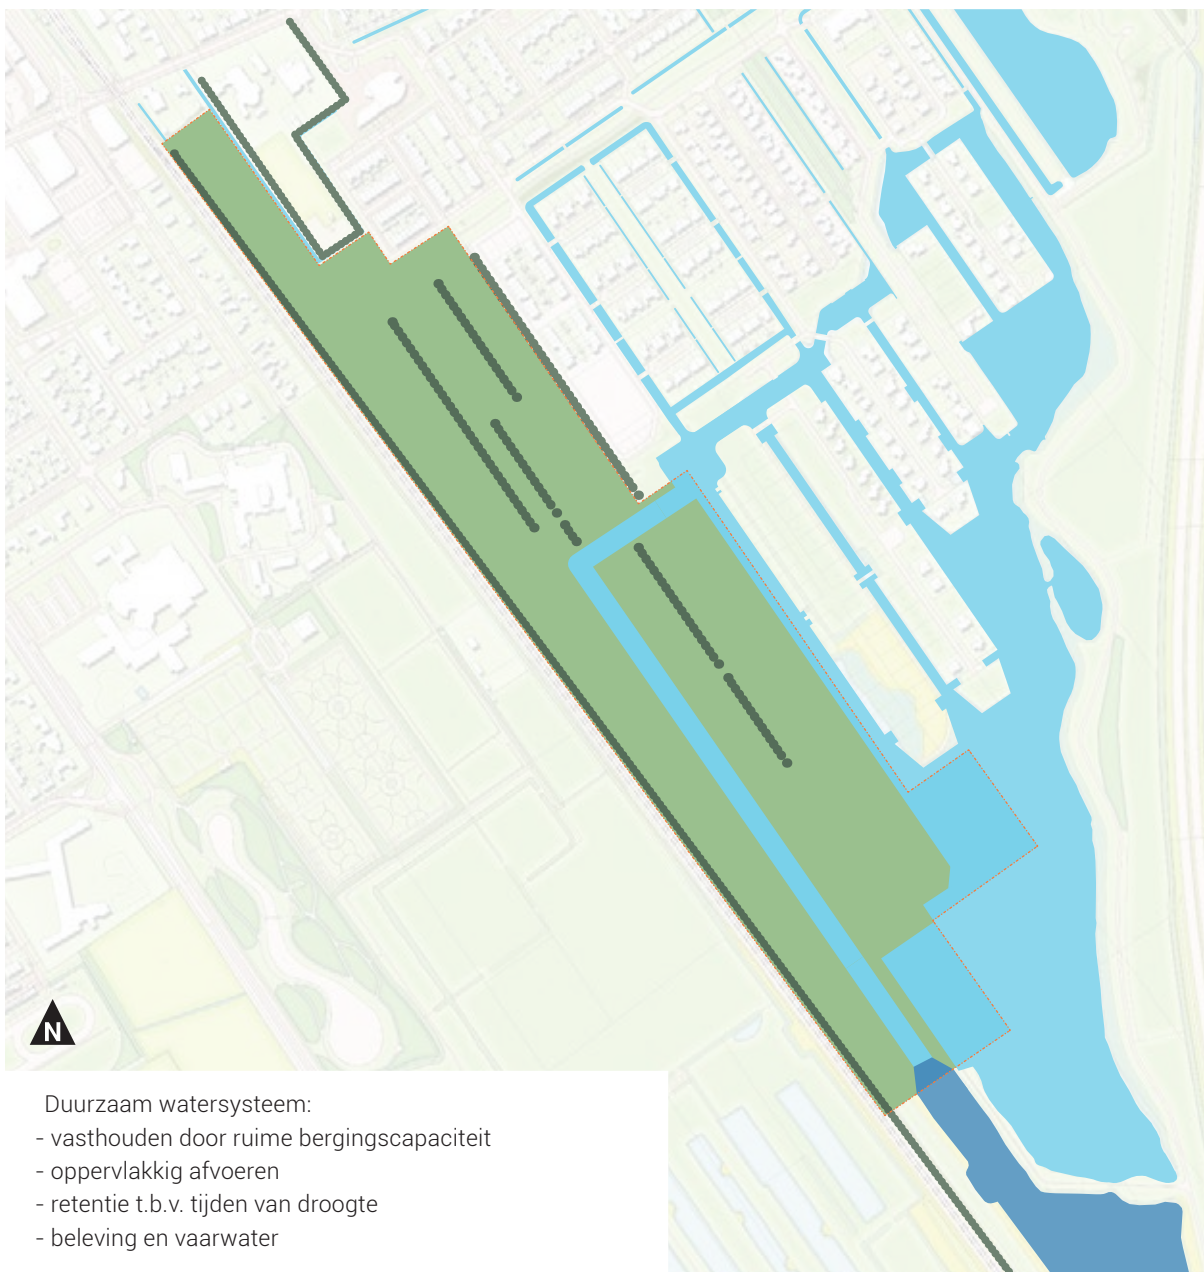 N
Duurzaam watersysteem:
- vasthouden door ruime bergingscapaciteit
- oppervlakkig afvoeren
- retentie t.b.v. tijden van droogte
- beleving en vaarwater